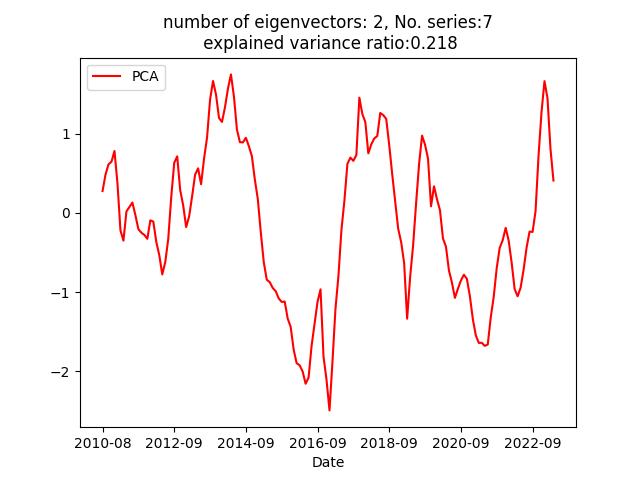 number of eigenvectors: 2, No. series:7
explained variance ratio:0.218
PCA
1
0
−1
−2
2010-08 2012-09 2014-09 2016-09 2018-09 2020-09 2022-09
Date